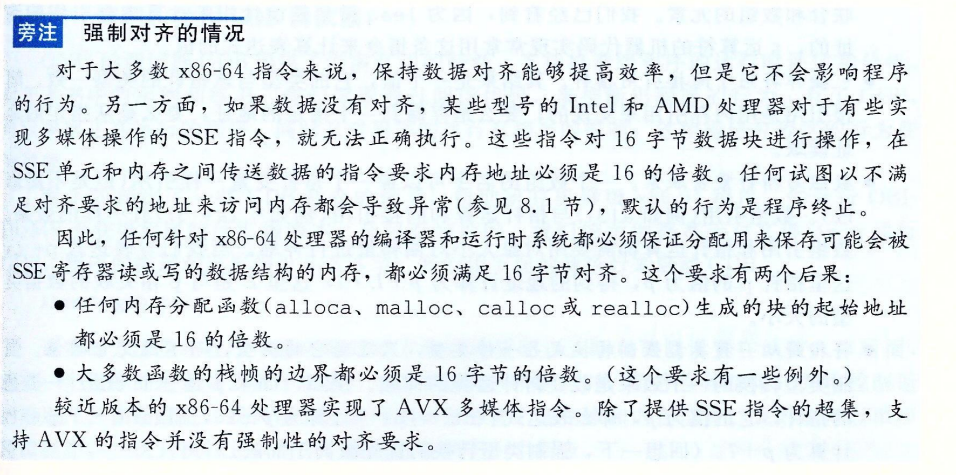 旁注 强制对齐的情况
对于大多数 x86-64 指令来说，保持数据对齐能够提高效率，但是它不会影响程序
的行为。另一方面，如果数据没有对齐，某些型号的 Intel 和 AMD 处理器对于有些实
现多媒体操作的 SSE 指令，就无法正确执行。这些指令对 16 字节数据块进行操作，在
SSE 单元和内存之间传送数据的指令要求内存地址必须是 16 的倍数。任何试图以不满
足对齐要求的地址来访问内存都会导致异常(参见 8.1 节)，默认的行为是程序终止。
因此，任何针对 x86-64 处理器的编译器和运行时系统都必须保证分配用来保存可能会被
SSE 寄存器读或写的数据结构的内存，都必须满足 16 字节对齐。这个要求有两个后果：
● 任何内存分配函数(alloca、malloc、calloc 或 realloc)生成的块的起始地址
都必须是 16 的倍数。
● 大多数函数的栈帧的边界都必须是 16 字节的倍数。(这个要求有一些例外。)
较近版本的 x86-64 处理器实现了 AVX 多媒体指令。除了提供 SSE 指令的超集，支
持 AVX 的指令并没有强制性的对齐要求。